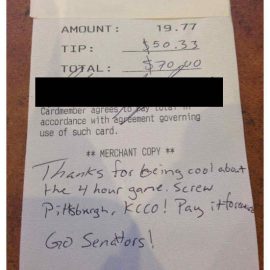 AMOUNT: 19.77
TIP: $50.33
TOTAL: $70.10
Cardmember agrees to pay total in
accordance with agreement governing
use of such card.
** MERCHANT COPY **
Thanks for being cool about
the 4 hour game. Screw
Pittsburgh, KCCO! Pay it forward
Go Senators!